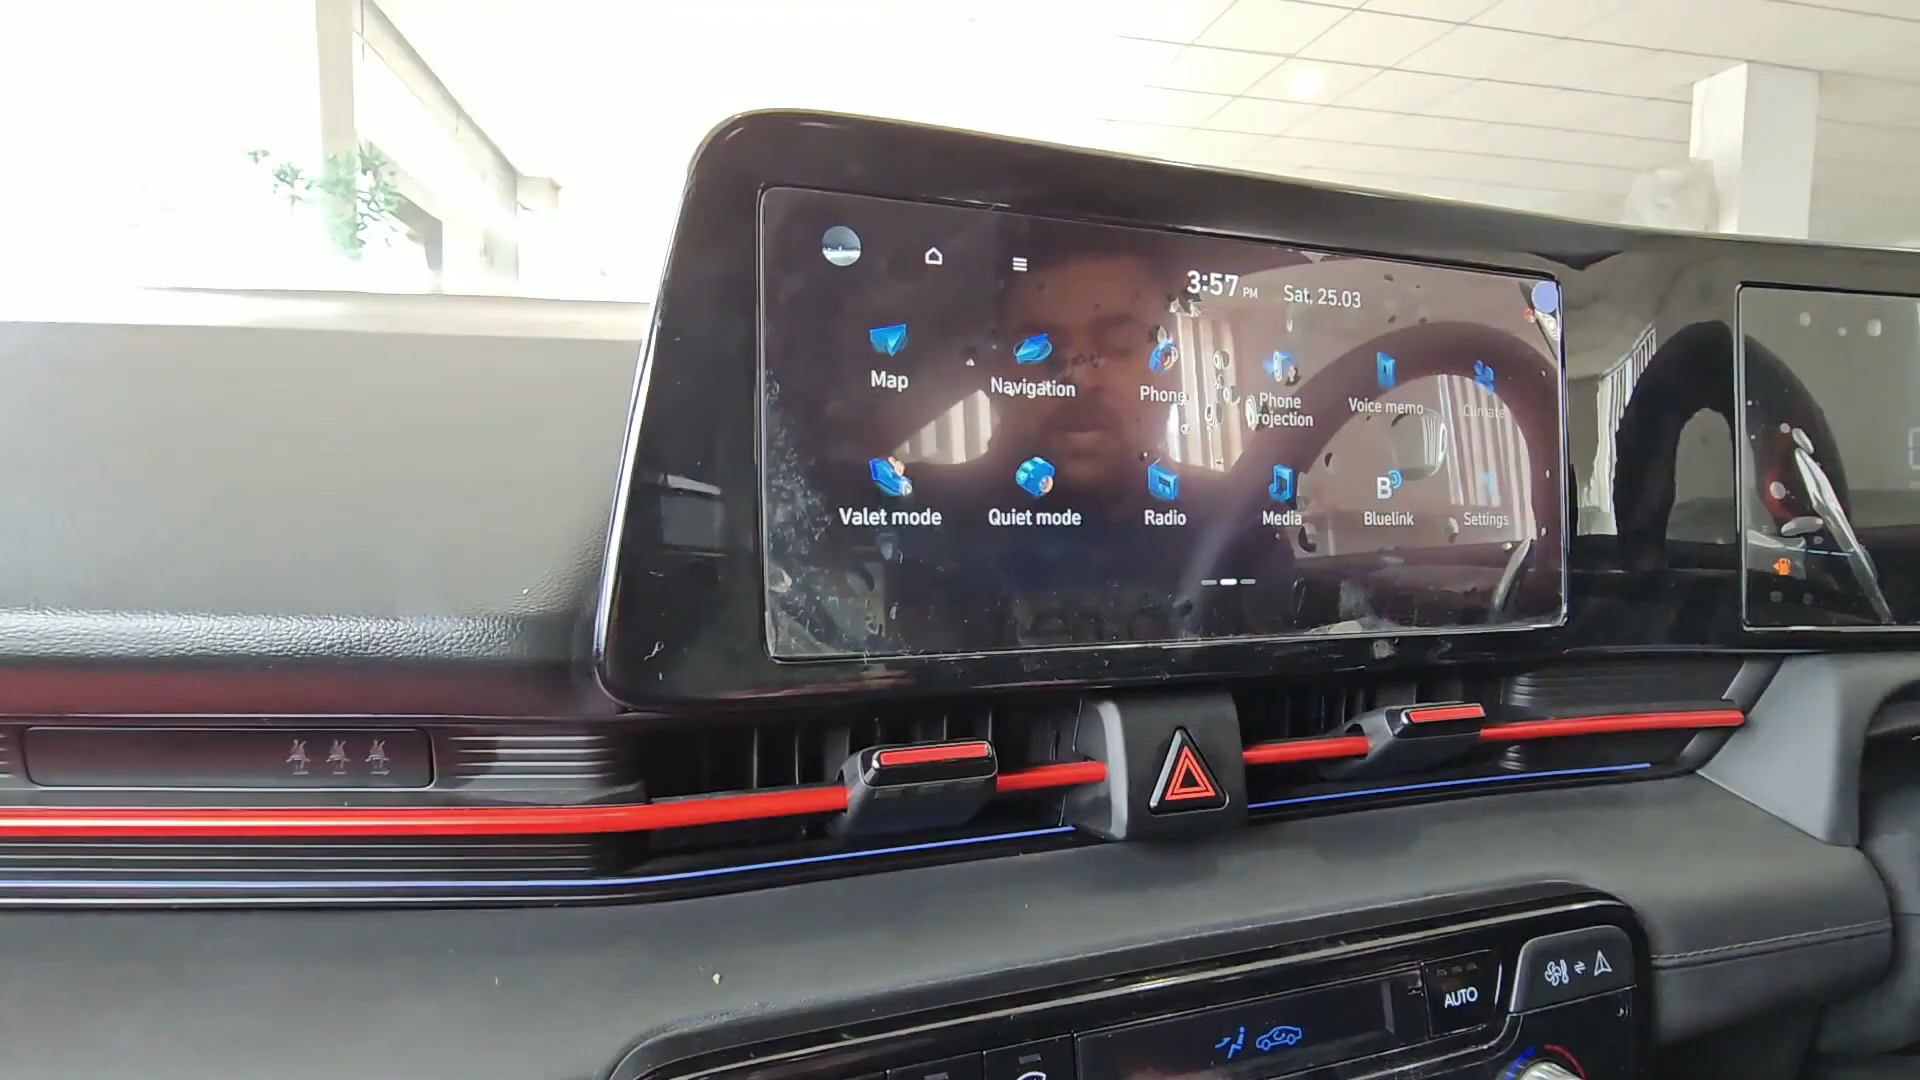 3:57 PM Sat, 25.03
Map
Navigation
Phone
Phone
projection
Voice memo
Climate
Valet mode
Quiet mode
Radio
Media
Bluelink
Settings
AUTO